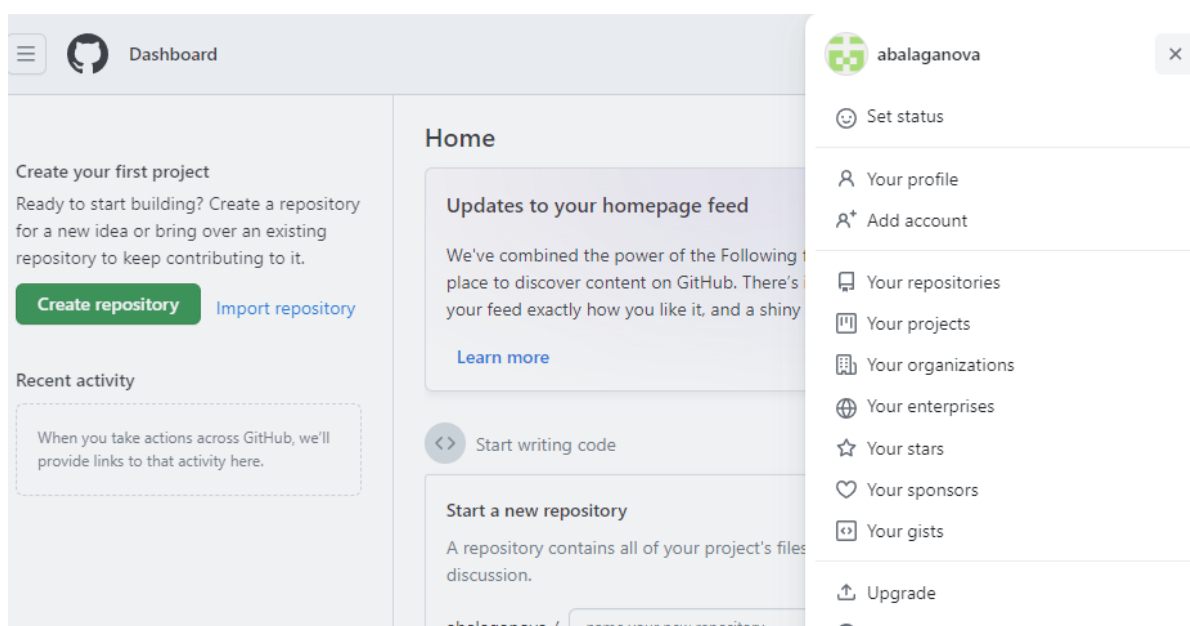 Dashboard
Create your first project
Ready to start building? Create a repository
for a new idea or bring over an existing
repository to keep contributing to it.
Create repository
Import repository
Recent activity
When you take actions across GitHub, we’ll
provide links to that activity here.
Home
Updates to your homepage feed
We've combined the power of the Following
place to discover content on GitHub. There’s
your feed exactly how you like it, and a shiny
Learn more
Start writing code
Start a new repository
A repository contains all of your project's files
discussion.
abalaganova /
name your new repository
abalaganova
Set status
Your profile
Add account
Your repositories
Your projects
Your organizations
Your enterprises
Your stars
Your sponsors
Your gists
Upgrade